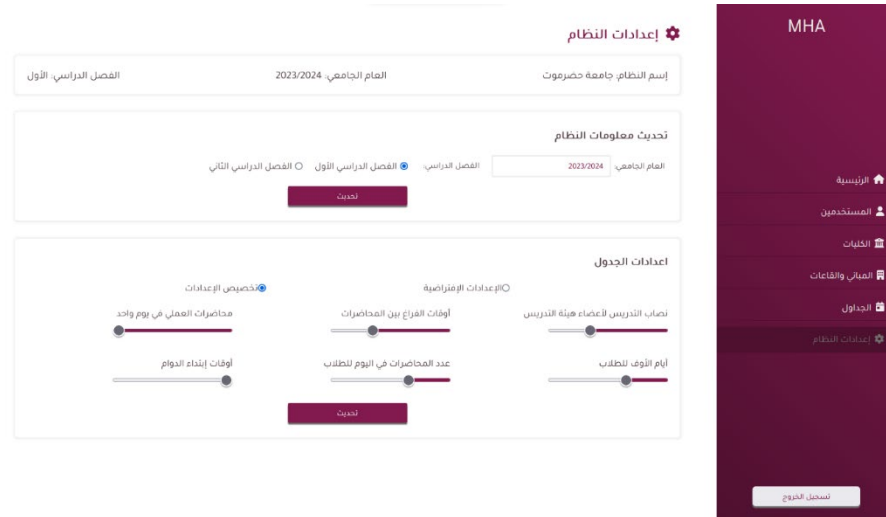 MHA
الرئيسية
المستخدمين
الكليات
المباني والقاعات
الجداول
إعدادات النظام
تسجيل الخروج
إعدادات النظام
إسم النظام: جامعة حضرموت العام الجامعي: 2023/2024 الفصل الدراسي: الأول
تحديث معلومات النظام
العام الجامعي: 2023/2024 الفصل الدراسي: الفصل الدراسي الأول الفصل الدراسي الثاني
تحديث
اعدادات الجدول
الإعدادات الإفتراضية تخصيص الإعدادات
نصاب التدريس لأعضاء هيئة التدريس أوقات الفراغ بين المحاضرات محاضرات العملي في يوم واحد
أيام الأوف للطلاب عدد المحاضرات في اليوم للطلاب أوقات إبتداء الدوام
تحديث